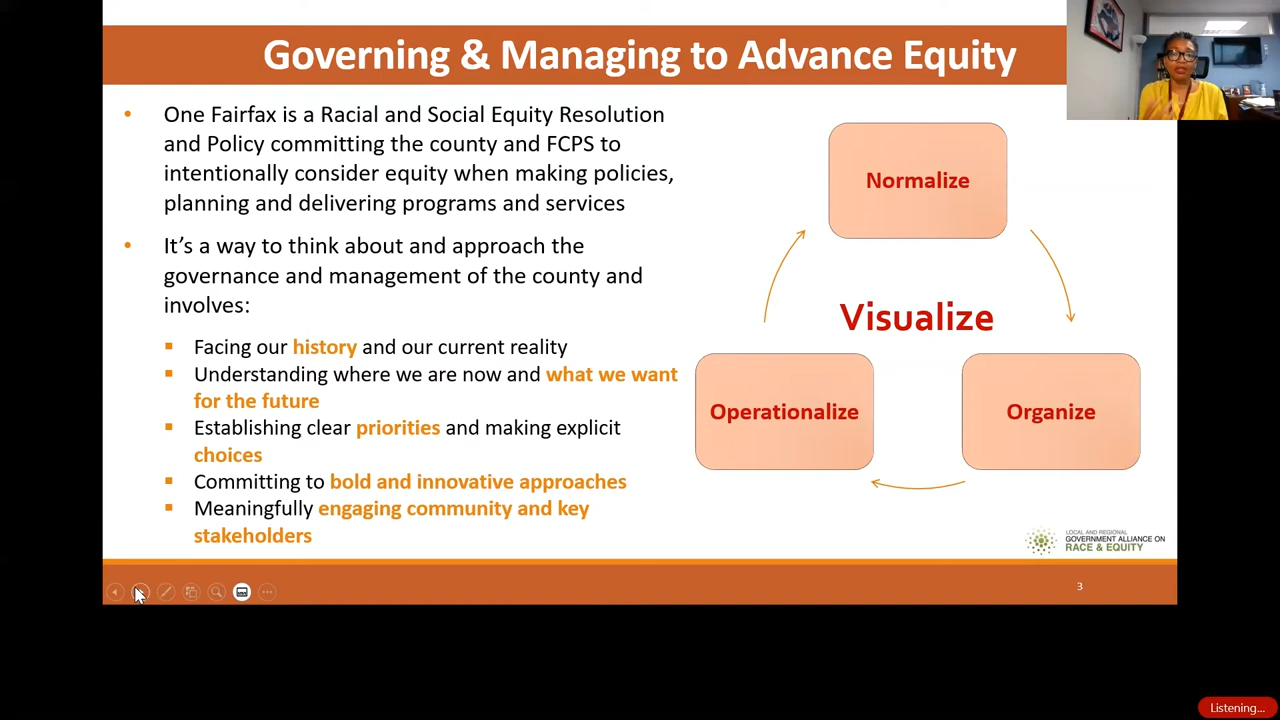 Governing & Managing to Advance Equity
• One Fairfax is a Racial and Social Equity Resolution
and Policy committing the county and FCPS to
intentionally consider equity when making policies,
planning and delivering programs and services
• It's a way to think about and approach the
governance and management of the county and
involves:
▪ Facing our history and our current reality
▪ Understanding where we are now and what we want
for the future
▪ Establishing clear priorities and making explicit
choices
▪ Committing to bold and innovative approaches
▪ Meaningfully engaging community and key
stakeholders
Normalize
Visualize
Operationalize
Organize
LOCAL AND REGIONAL
GOVERNMENT ALLIANCE ON
RACE & EQUITY
3
Listening...